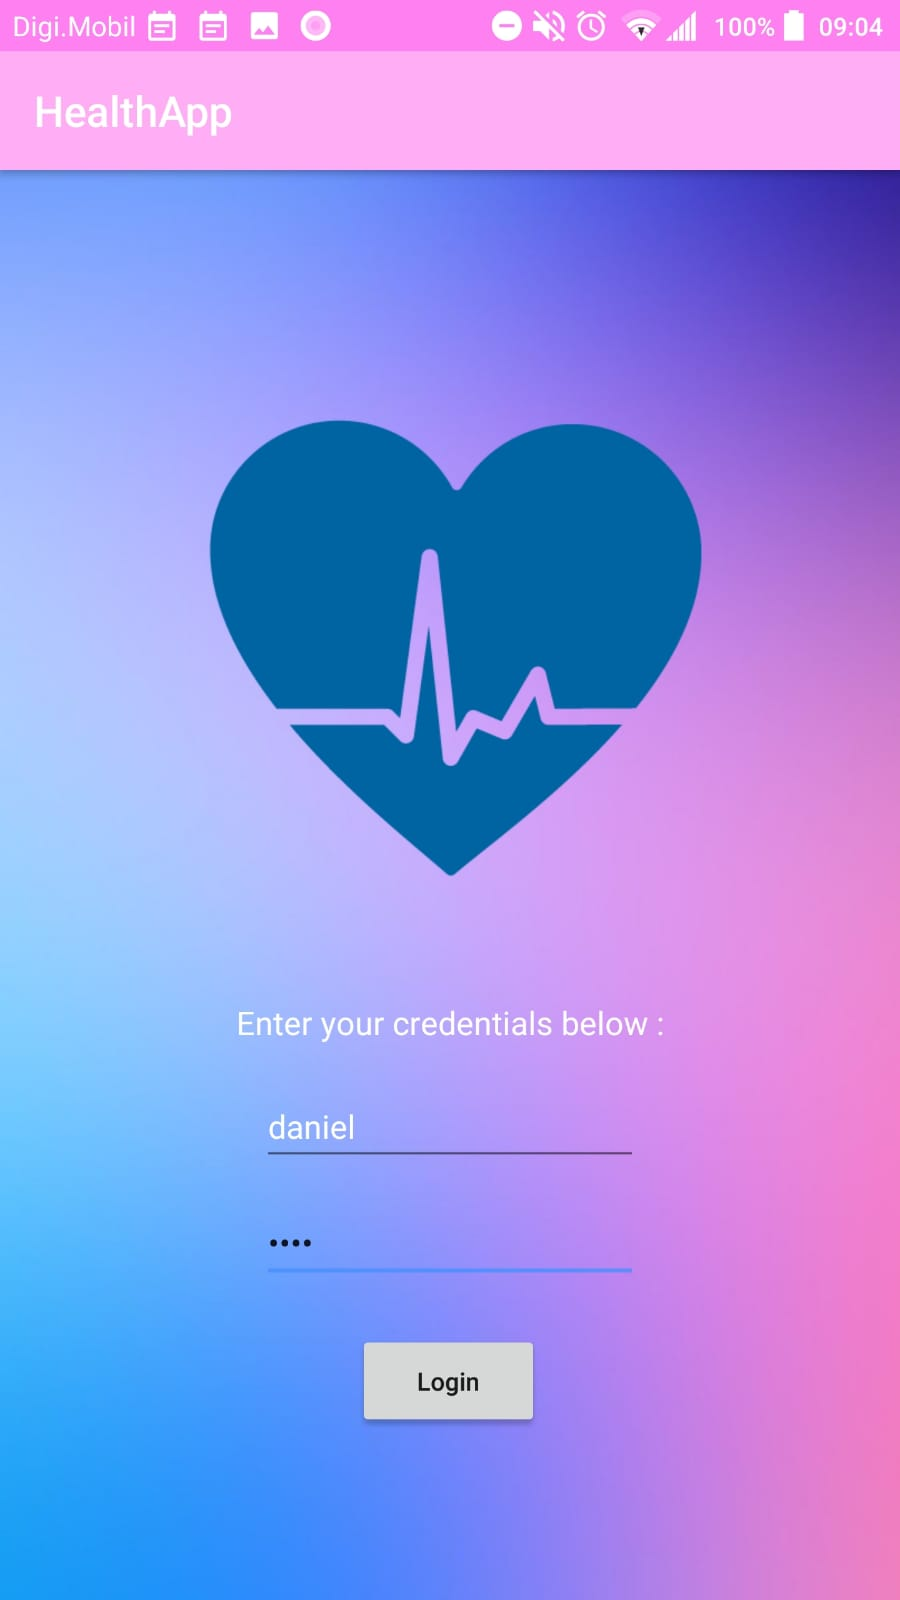 Digi.Mobil 100% 09:04
HealthApp
Enter your credentials below :
daniel
••••
Login